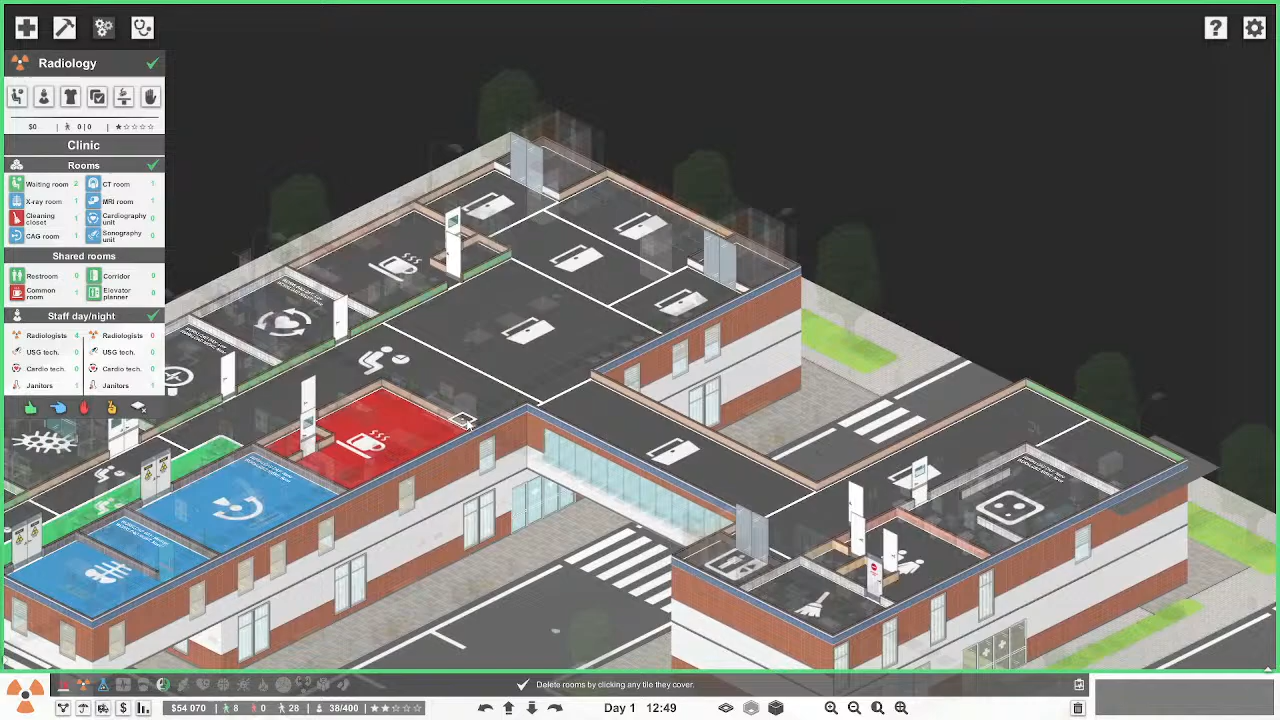 Radiology
$0 | 0|0 |
Clinic
Rooms
Waiting room 2 CT room 1
X-ray room 1 MRI room 1
Cleaning closet 0 Cardiography unit 0
CAG room 1 Sonography unit 0
Shared rooms
Restroom 0 Corridor 0
Common room 1 Elevator planner 0
Staff day/night
Radiologists 4 Radiologists 0
USG tech. 0 USG tech. 0
Cardio tech. 0 Cardio tech. 0
Janitors 1 Janitors 1
Delete rooms by clicking any tile they cover.
$54 070 | 8 0 28 | 38/400 |
Day 1 12:49